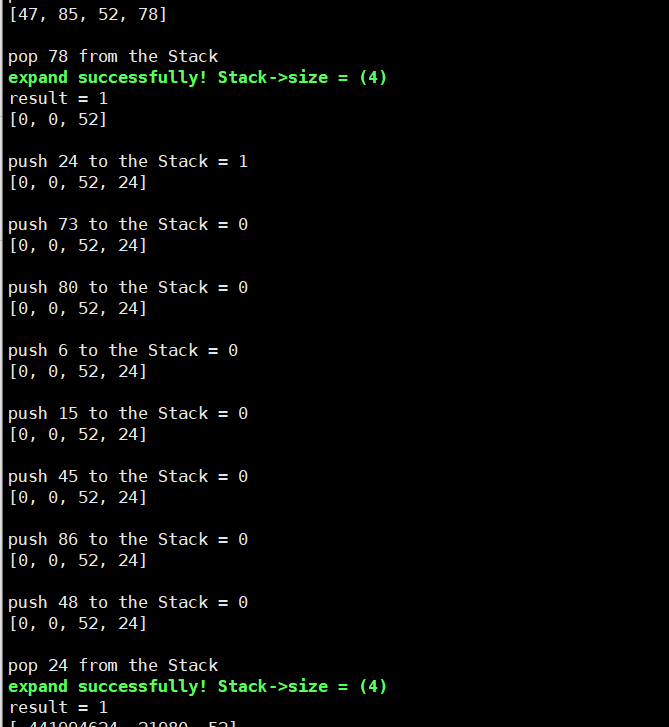 [47, 85, 52, 78]
pop 78 from the Stack
expand successfully! Stack->size = (4)
result = 1
[0, 0, 52]
push 24 to the Stack = 1
[0, 0, 52, 24]
push 73 to the Stack = 0
[0, 0, 52, 24]
push 80 to the Stack = 0
[0, 0, 52, 24]
push 6 to the Stack = 0
[0, 0, 52, 24]
push 15 to the Stack = 0
[0, 0, 52, 24]
push 45 to the Stack = 0
[0, 0, 52, 24]
push 86 to the Stack = 0
[0, 0, 52, 24]
push 48 to the Stack = 0
[0, 0, 52, 24]
pop 24 from the Stack
expand successfully! Stack->size = (4)
result = 1
52]